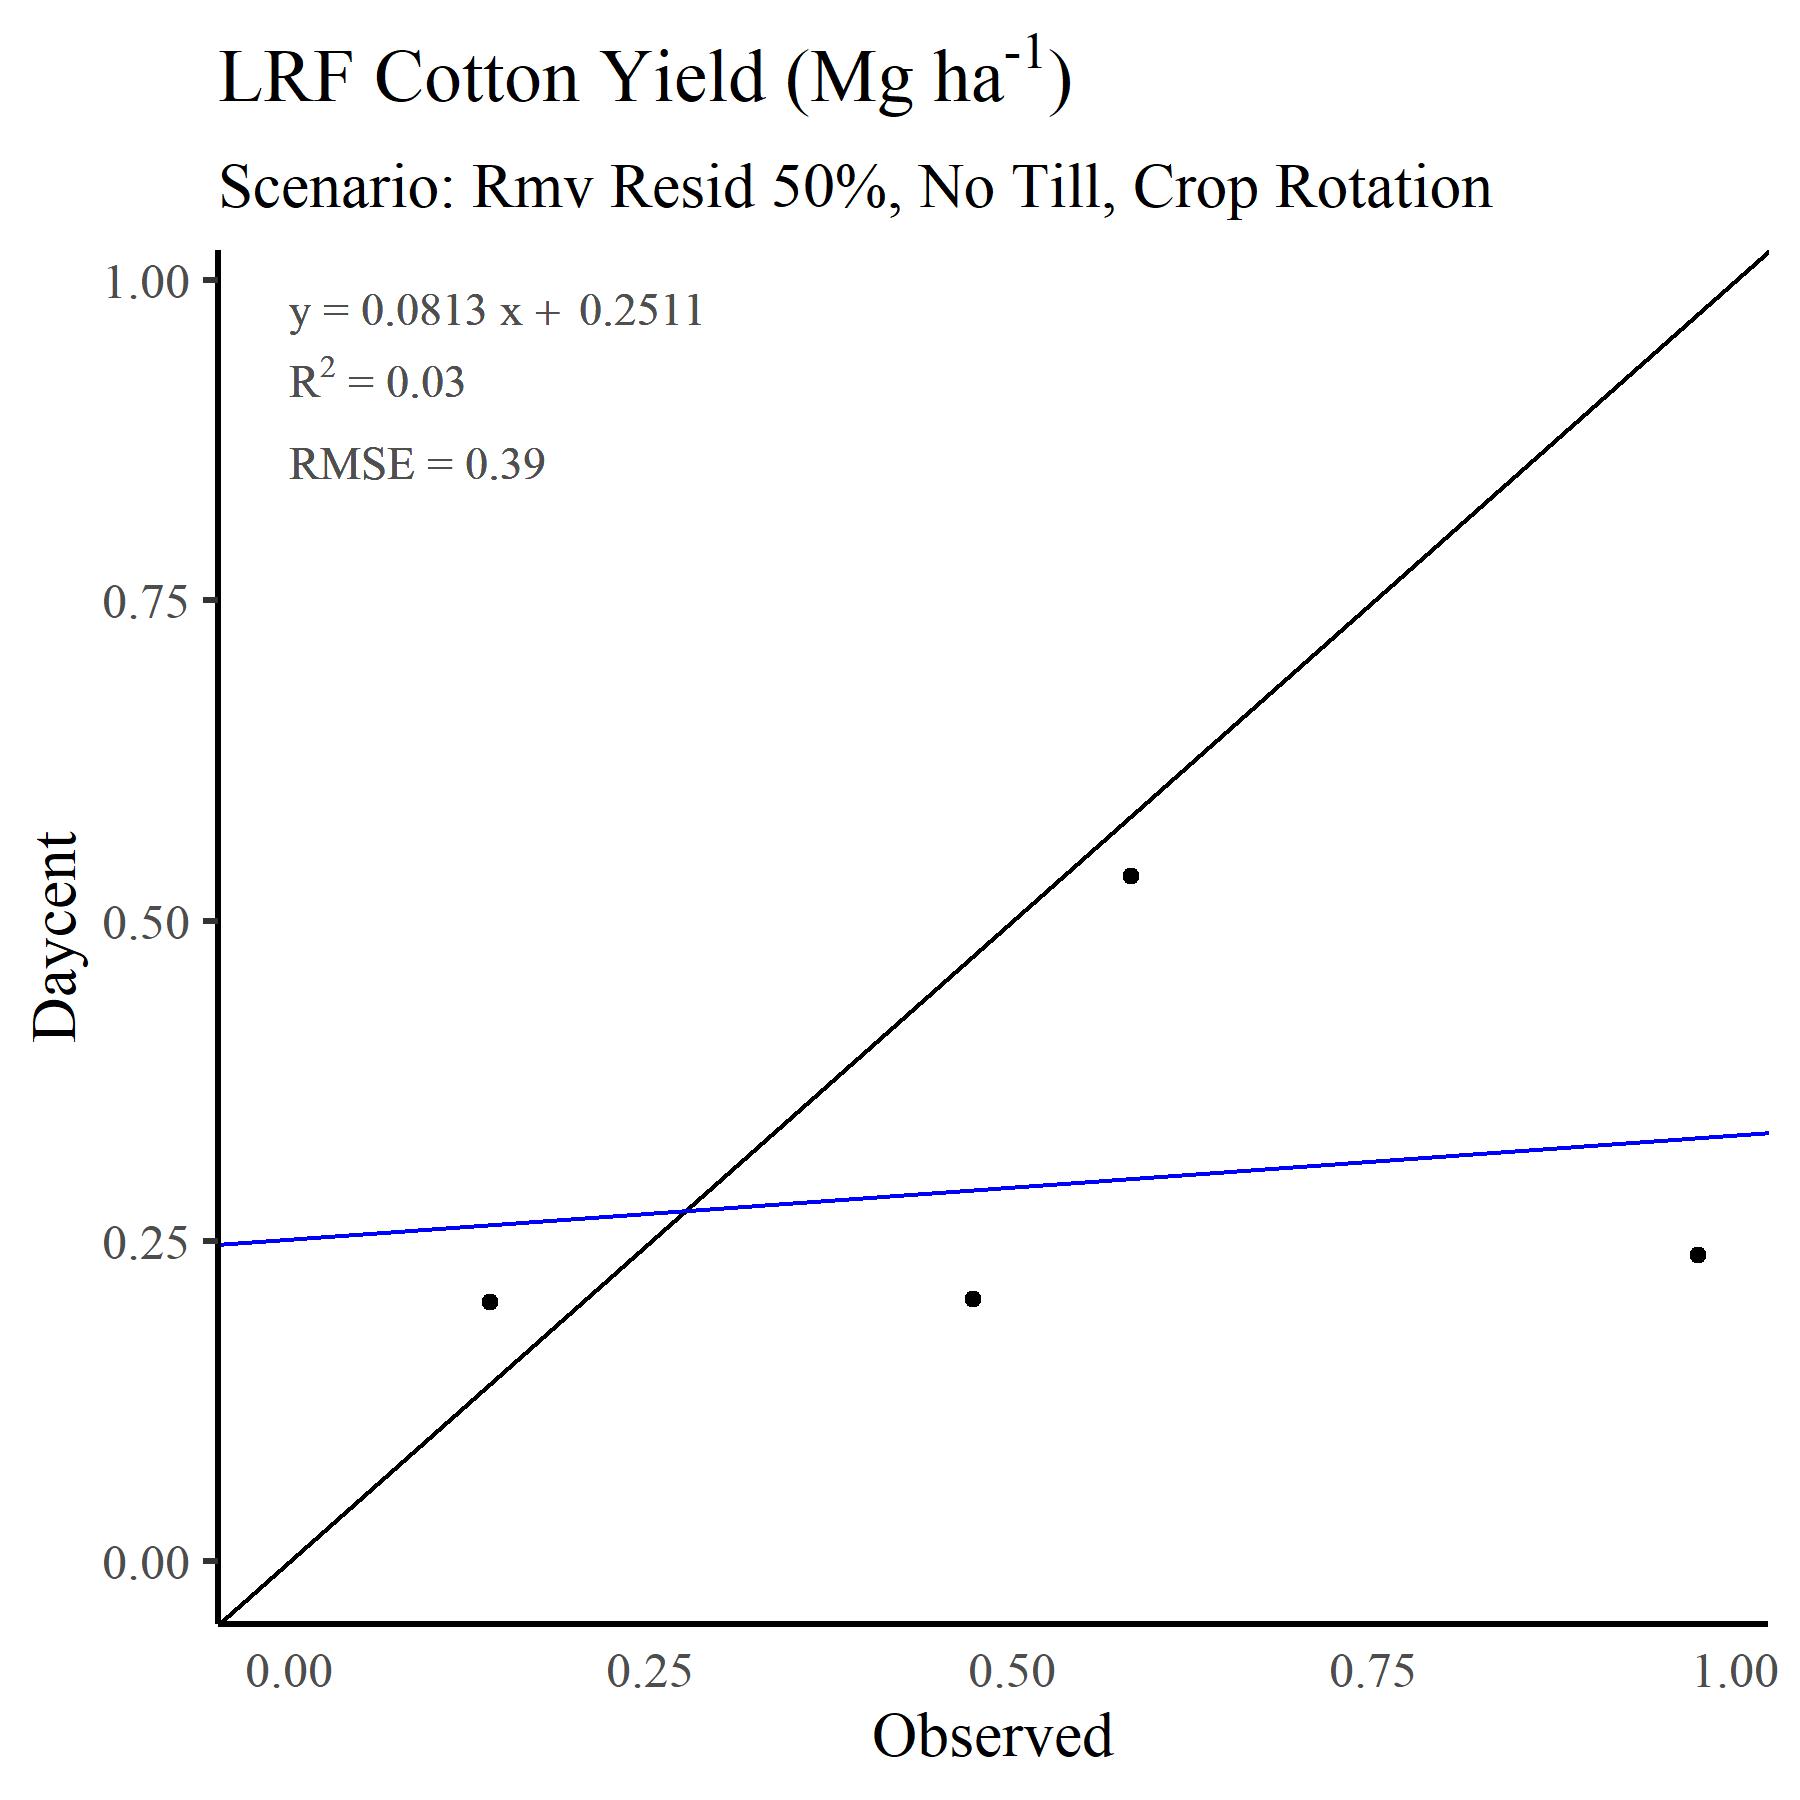 LRF Cotton Yield (Mg ha⁻¹)
Scenario: Rmv Resid 50%, No Till, Crop Rotation
y = 0.0813 x + 0.2511
R² = 0.03
RMSE = 0.39
1.00
0.75
0.50
0.25
0.00
Daycent
0.00 0.25 0.50 0.75 1.00
Observed